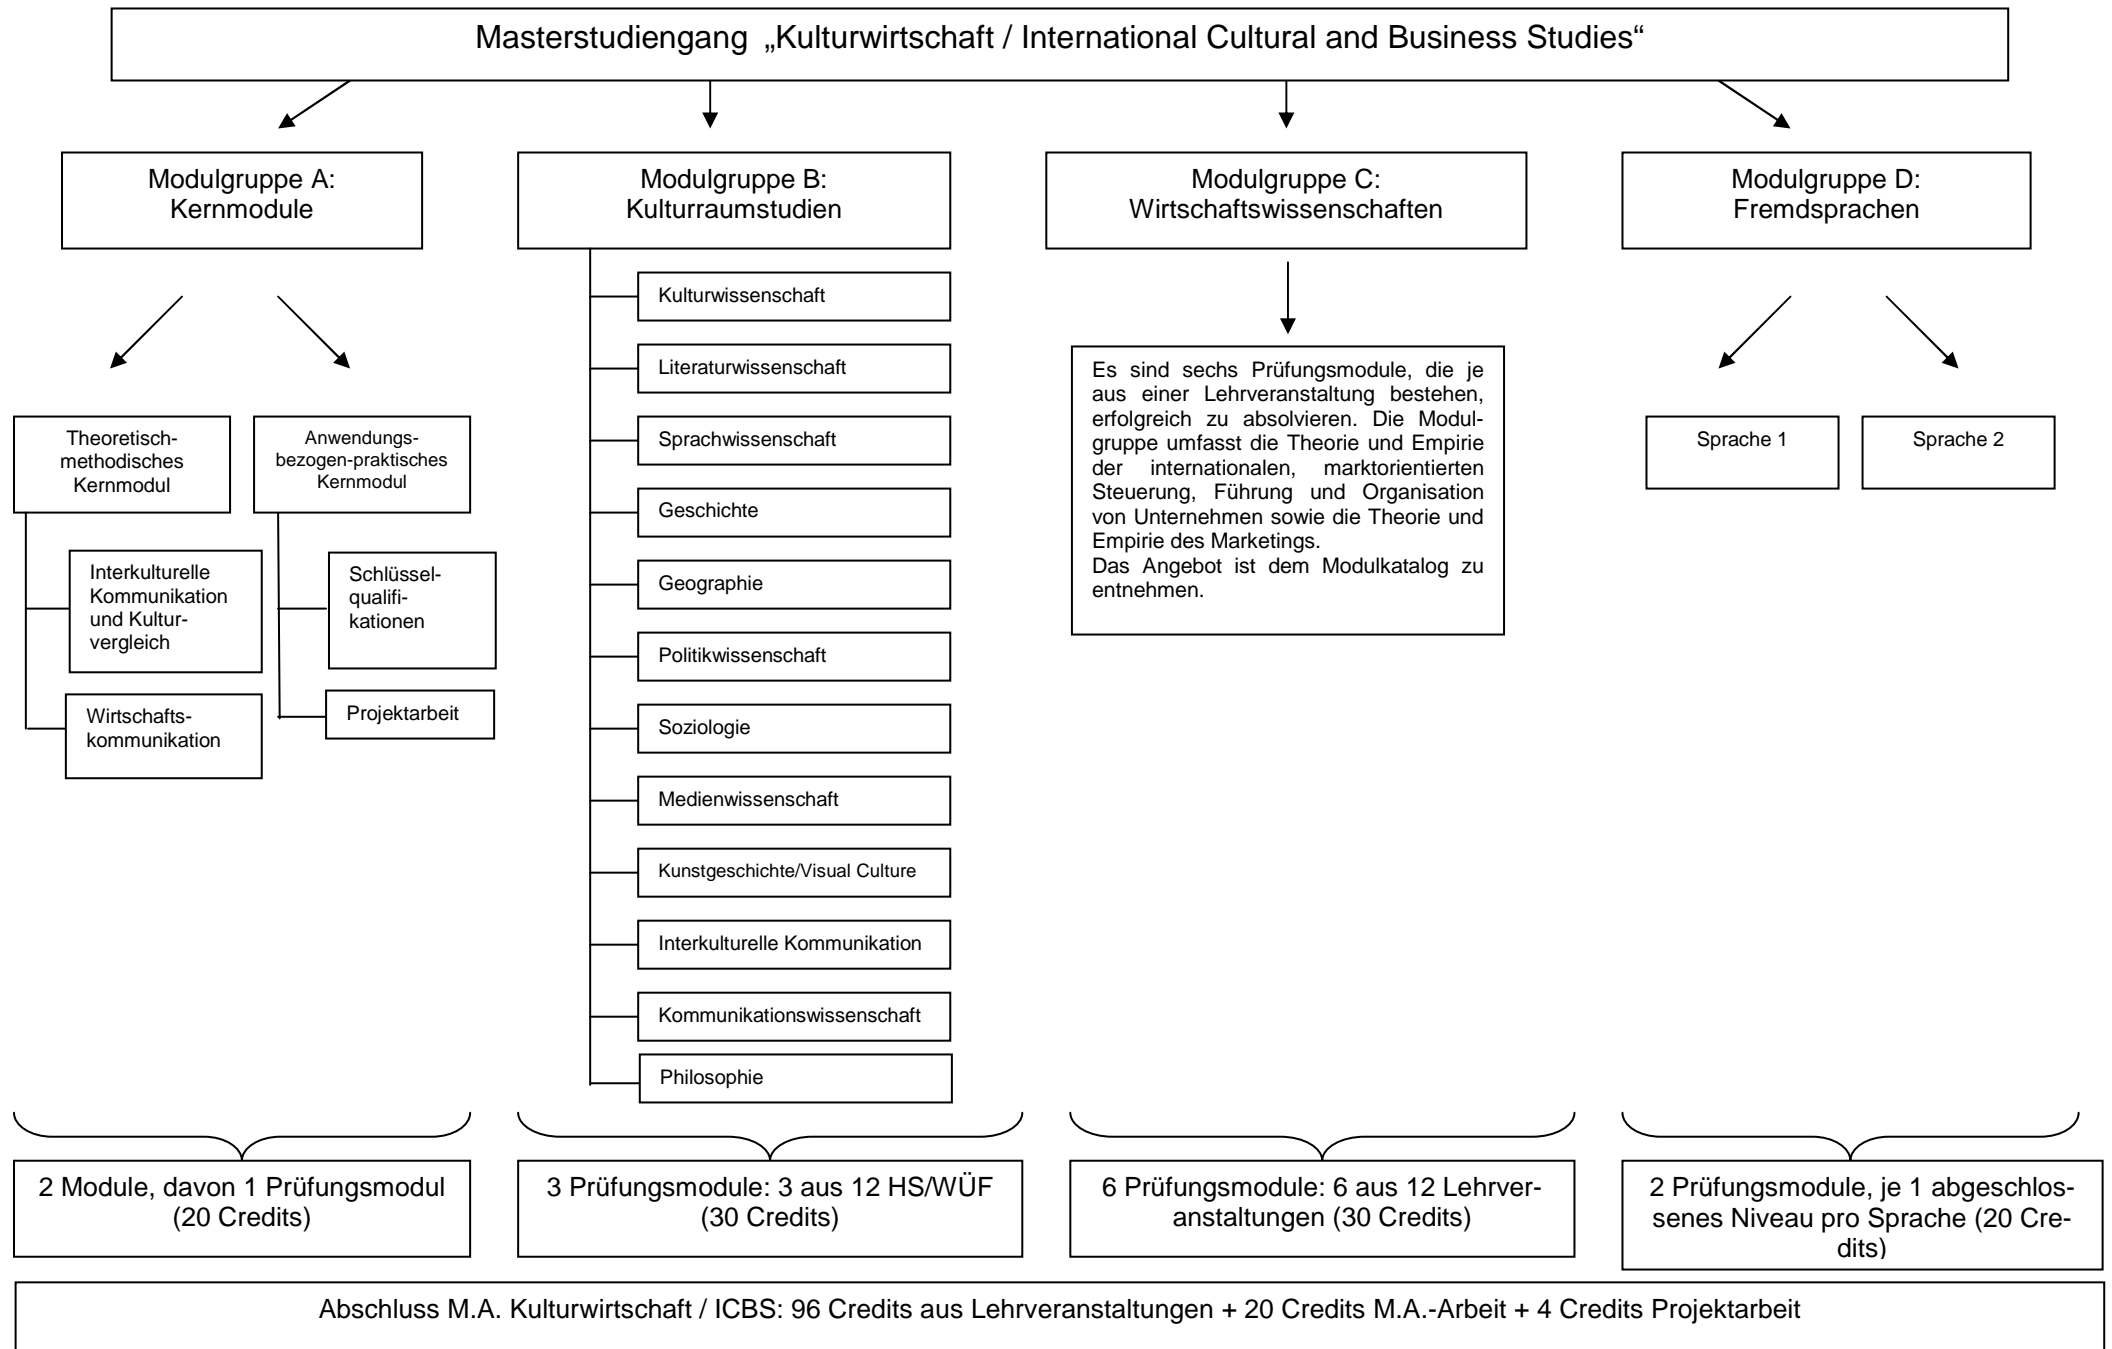 Masterstudiengang „Kulturwirtschaft / International Cultural and Business Studies“
Modulgruppe A:
Kernmodule
Theoretisch-
methodisches
Kernmodul
Interkulturelle
Kommunikation
und Kultur-
vergleich
Wirtschafts-
kommunikation
Anwendungs-
bezogen-praktisches
Kernmodul
Schlüssel-
qualifi-
kationen
Projektarbeit
Modulgruppe B:
Kulturraumstudien
Kulturwissenschaft
Literaturwissenschaft
Sprachwissenschaft
Geschichte
Geographie
Politikwissenschaft
Soziologie
Medienwissenschaft
Kunstgeschichte/Visual Culture
Interkulturelle Kommunikation
Kommunikationswissenschaft
Philosophie
Modulgruppe C:
Wirtschaftswissenschaften
Es sind sechs Prüfungsmodule, die je
aus einer Lehrveranstaltung bestehen,
erfolgreich zu absolvieren. Die Modul-
gruppe umfasst die Theorie und Empirie
der internationalen, marktorientierten
Steuerung, Führung und Organisation
von Unternehmen sowie die Theorie und
Empirie des Marketings.
Das Angebot ist dem Modulkatalog zu
entnehmen.
Modulgruppe D:
Fremdsprachen
Sprache 1
Sprache 2
2 Module, davon 1 Prüfungsmodul
(20 Credits)
3 Prüfungsmodule: 3 aus 12 HS/WÜF
(30 Credits)
6 Prüfungsmodule: 6 aus 12 Lehrver-
anstaltungen (30 Credits)
2 Prüfungsmodule, je 1 abgeschlos-
senes Niveau pro Sprache (20 Cre-
dits)
Abschluss M.A. Kulturwirtschaft / ICBS: 96 Credits aus Lehrveranstaltungen + 20 Credits M.A.-Arbeit + 4 Credits Projektarbeit